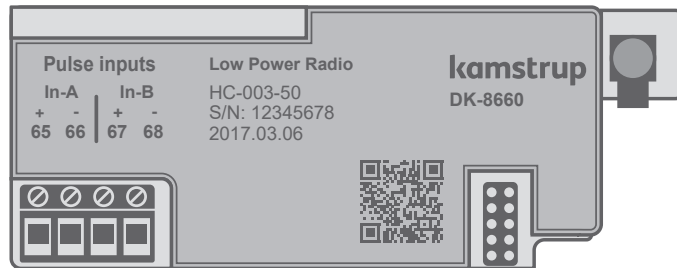 Pulse inputs
In-A In-B
+ - + -
65 66 67 68
Low Power Radio
HC-003-50
S/N: 12345678
2017.03.06
kamstrup
DK-8660